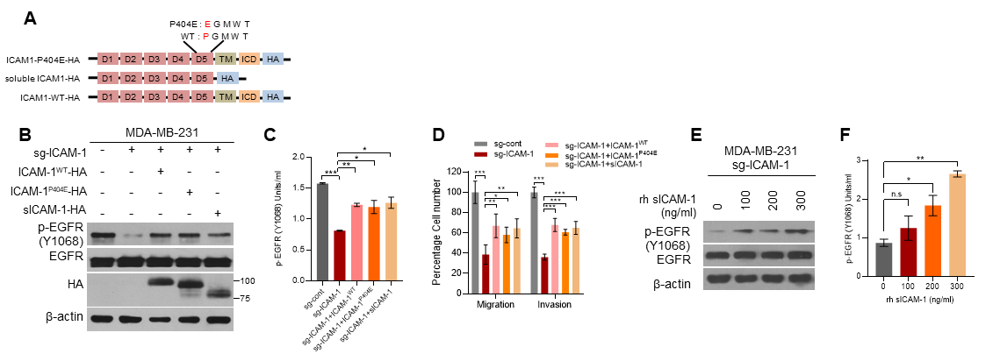 A
P404E : E G M W T
WT : P G M W T
ICAM1-P404E-HA D1 D2 D3 D4 D5 TM ICD HA
soluble ICAM1-HA D1 D2 D3 D4 D5 HA
ICAM1-WT-HA D1 D2 D3 D4 D5 TM ICD HA
B
MDA-MB-231
sg-ICAM-1 - + + + +
ICAM-1WT-HA - - + - -
ICAM-1P404E-HA - - - + -
sICAM-1-HA - - - - +
p-EGFR
(Y1068)
EGFR
HA
100
75
β-actin
C
p-EGFR (Y1068) Units/ml
2.0
1.5
1.0
0.5
0.0
*
*
**
***
sg-cont
sg-ICAM-1
sg-ICAM-1+ICAM-1WT
sg-ICAM-1+ICAM-1P404E
sg-ICAM-1+sICAM-1
D
sg-cont
sg-ICAM-1
sg-ICAM-1+ICAM-1WT
sg-ICAM-1+ICAM-1P404E
sg-ICAM-1+sICAM-1
Percentage Cell number
120
100
80
60
40
20
0
***
**
*
**
***
***
***
***
Migration Invasion
E
MDA-MB-231
sg-ICAM-1
rh sICAM-1
(ng/ml)
0 100 200 300
p-EGFR
(Y1068)
EGFR
β-actin
F
p-EGFR (Y1068) Units/ml
3
2
1
0
**
*
n.s
0 100 200 300
rh sICAM-1 (ng/ml)